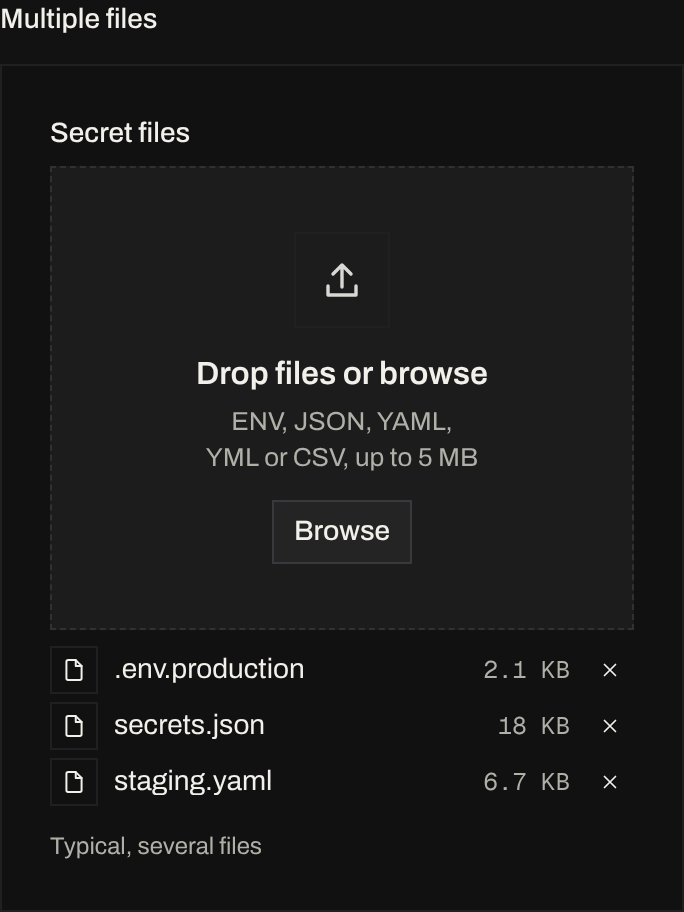 Multiple files
Secret files
Drop files or browse
ENV, JSON, YAML,
YML or CSV, up to 5 MB
Browse
.env.production 2.1 KB
secrets.json 18 KB
staging.yaml 6.7 KB
Typical, several files